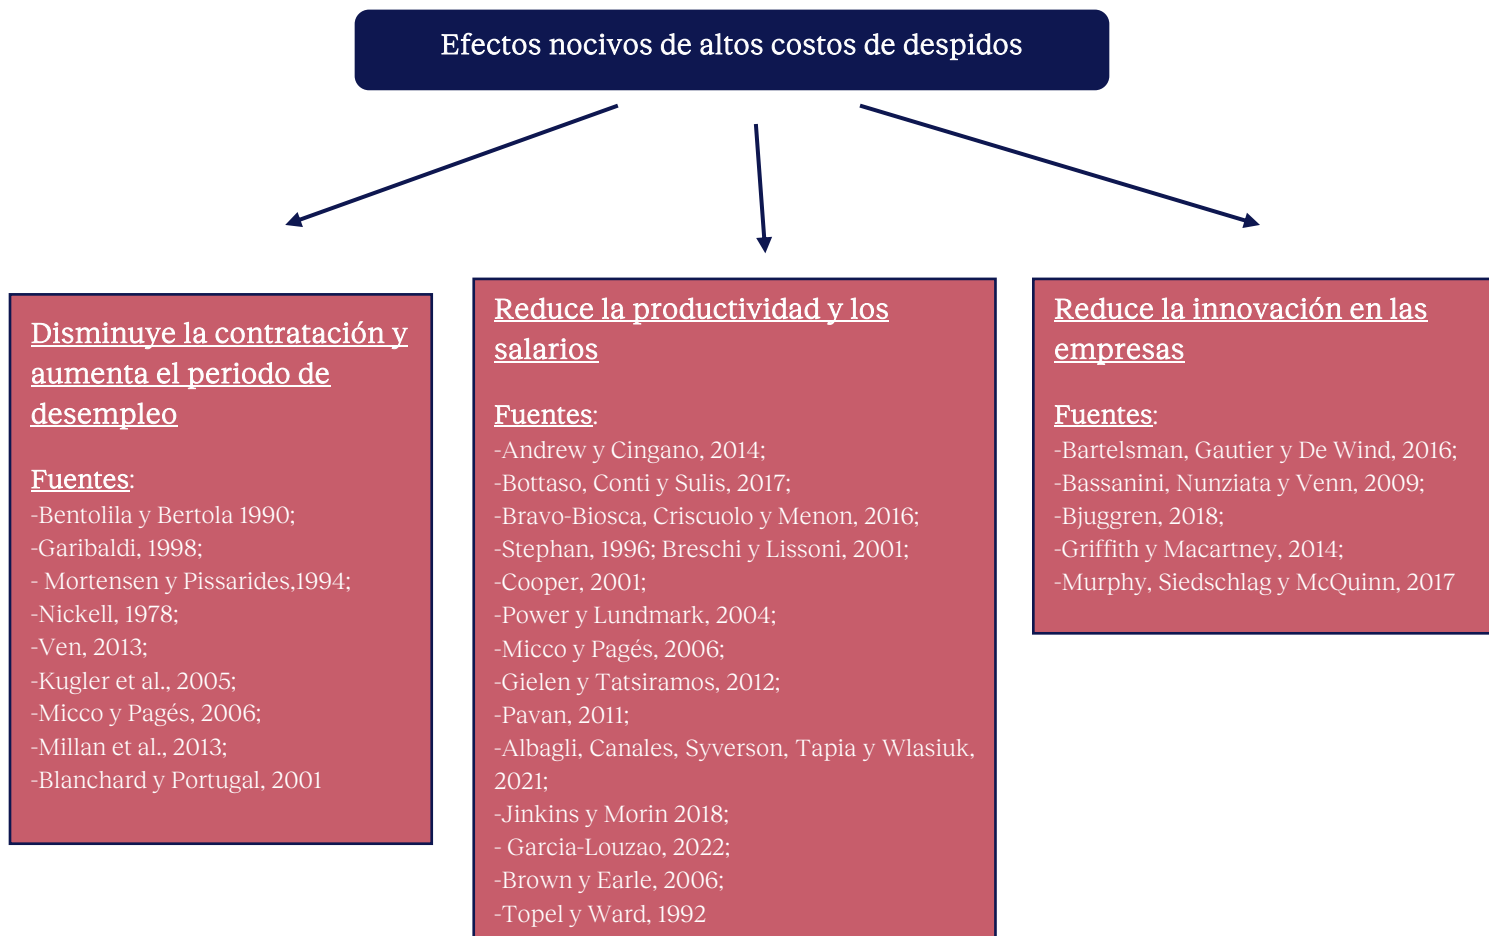 Efectos nocivos de altos costos de despidos
Disminuye la contratación y
aumenta el periodo de
desempleo
Fuentes:
-Bentolila y Bertola 1990;
-Garibaldi, 1998;
- Mortensen y Pissarides,1994;
-Nickell, 1978;
-Ven, 2013;
-Kugler et al., 2005;
-Micco y Pagés, 2006;
-Millan et al., 2013;
-Blanchard y Portugal, 2001
Reduce la productividad y los
salarios
Fuentes:
-Andrew y Cingano, 2014;
-Bottaso, Conti y Sulis, 2017;
-Bravo-Biosca, Criscuolo y Menon, 2016;
-Stephan, 1996; Breschi y Lissoni, 2001;
-Cooper, 2001;
-Power y Lundmark, 2004;
-Micco y Pagés, 2006;
-Gielen y Tatsiramos, 2012;
-Pavan, 2011;
-Albagli, Canales, Syverson, Tapia y Wlasiuk,
2021;
-Jinkins y Morin 2018;
- Garcia-Louzao, 2022;
-Brown y Earle, 2006;
-Topel y Ward, 1992
Reduce la innovación en las
empresas
Fuentes:
-Bartelsman, Gautier y De Wind, 2016;
-Bassanini, Nunziata y Venn, 2009;
-Bjuggren, 2018;
-Griffith y Macartney, 2014;
-Murphy, Siedschlag y McQuinn, 2017